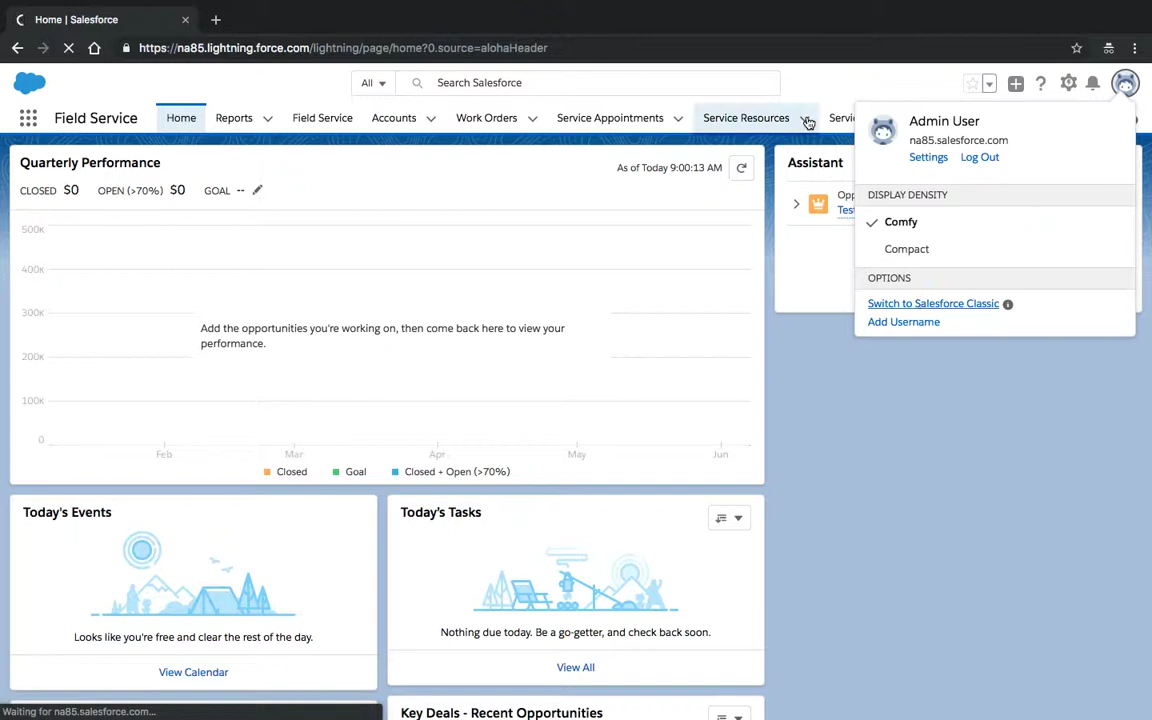 Home | Salesforce
https://na85.lightning.force.com/lightning/page/home?0.source=alohaHeader
All
Search Salesforce
Field Service
Home
Reports
Field Service
Accounts
Work Orders
Service Appointments
Service Resources
Servi
Admin User
na85.salesforce.com
Settings
Log Out
DISPLAY DENSITY
Comfy
Compact
OPTIONS
Switch to Salesforce Classic
Add Username
Quarterly Performance
As of Today 9:00:13 AM
CLOSED $0 OPEN (>70%) $0 GOAL --
500K
400K
300K
200K
100K
0
Add the opportunities you're working on, then come back here to view your
performance.
Feb
Mar
Apr
May
Jun
Closed
Goal
Closed + Open (>70%)
Assistant
Opp
Test
Today's Events
Looks like you're free and clear the rest of the day.
View Calendar
Today's Tasks
Nothing due today. Be a go-getter, and check back soon.
View All
Key Deals - Recent Opportunities
Waiting for na85.salesforce.com...